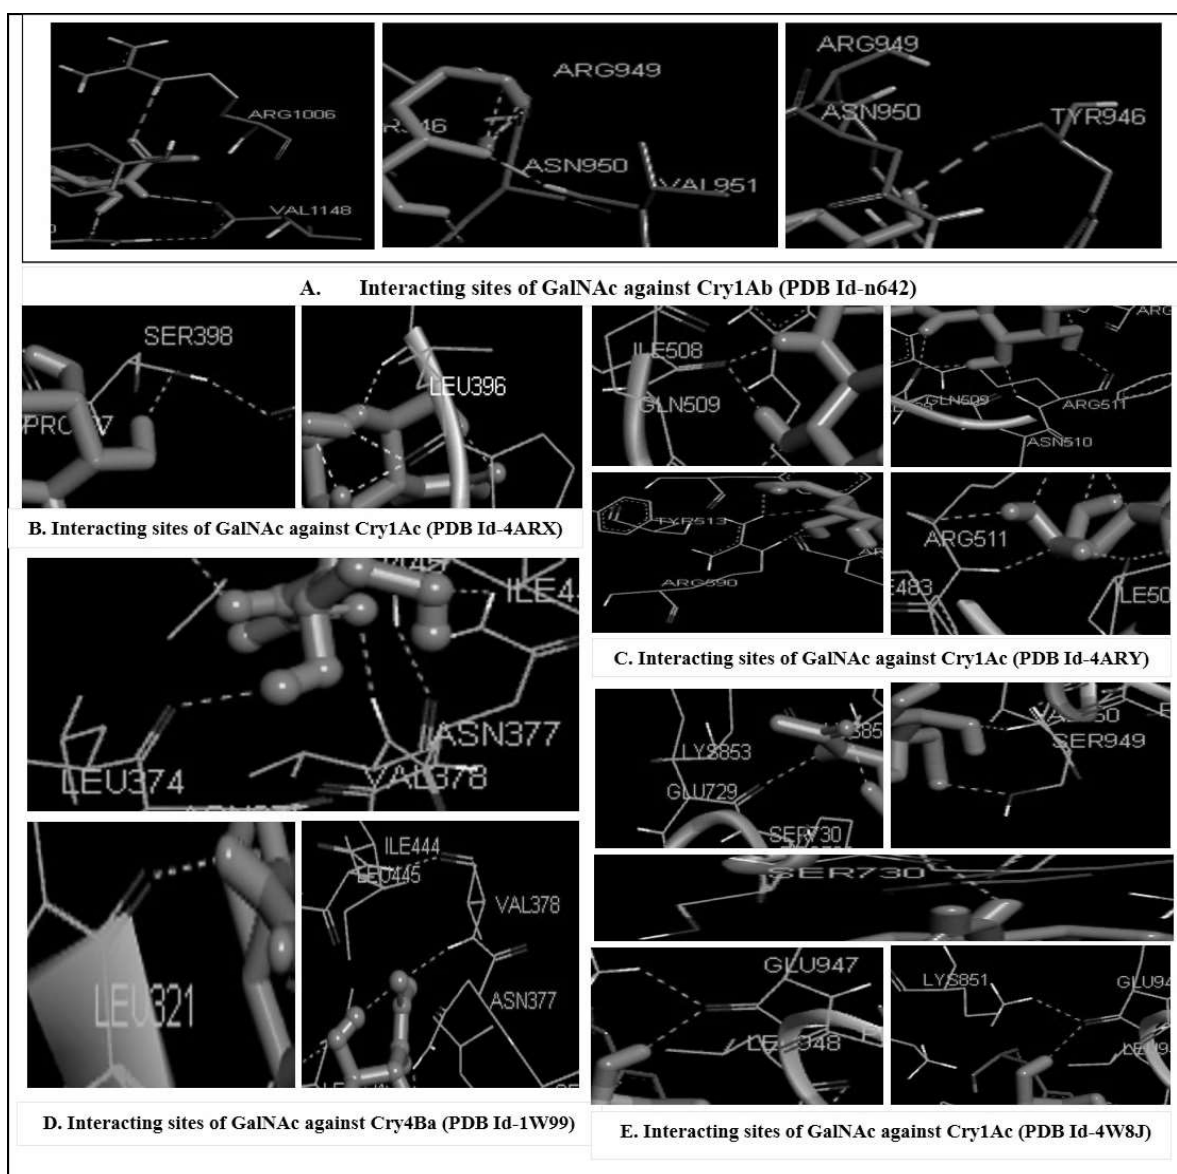 ARG1006
VAL1148
ARG949
ASN950
VAL951
ARG949
ASN950
TYR946
A. Interacting sites of GalNAc against Cry1Ab (PDB Id-n642)
SER398
LEU396
ILE508
GLN509
GLN509
ARG511
ASN510
B. Interacting sites of GalNAc against Cry1Ac (PDB Id-4ARX)
TYR513
ARG590
ARG511
C. Interacting sites of GalNAc against Cry1Ac (PDB Id-4ARY)
LEU374
ASN377
VAL378
LYS853
GLU729
SER730
SER949
SER730
LEU321
ILE444
LEU445
VAL378
ASN377
GLU947
LEU948
LYS851
D. Interacting sites of GalNAc against Cry4Ba (PDB Id-1W99)
E. Interacting sites of GalNAc against Cry1Ac (PDB Id-4W8J)